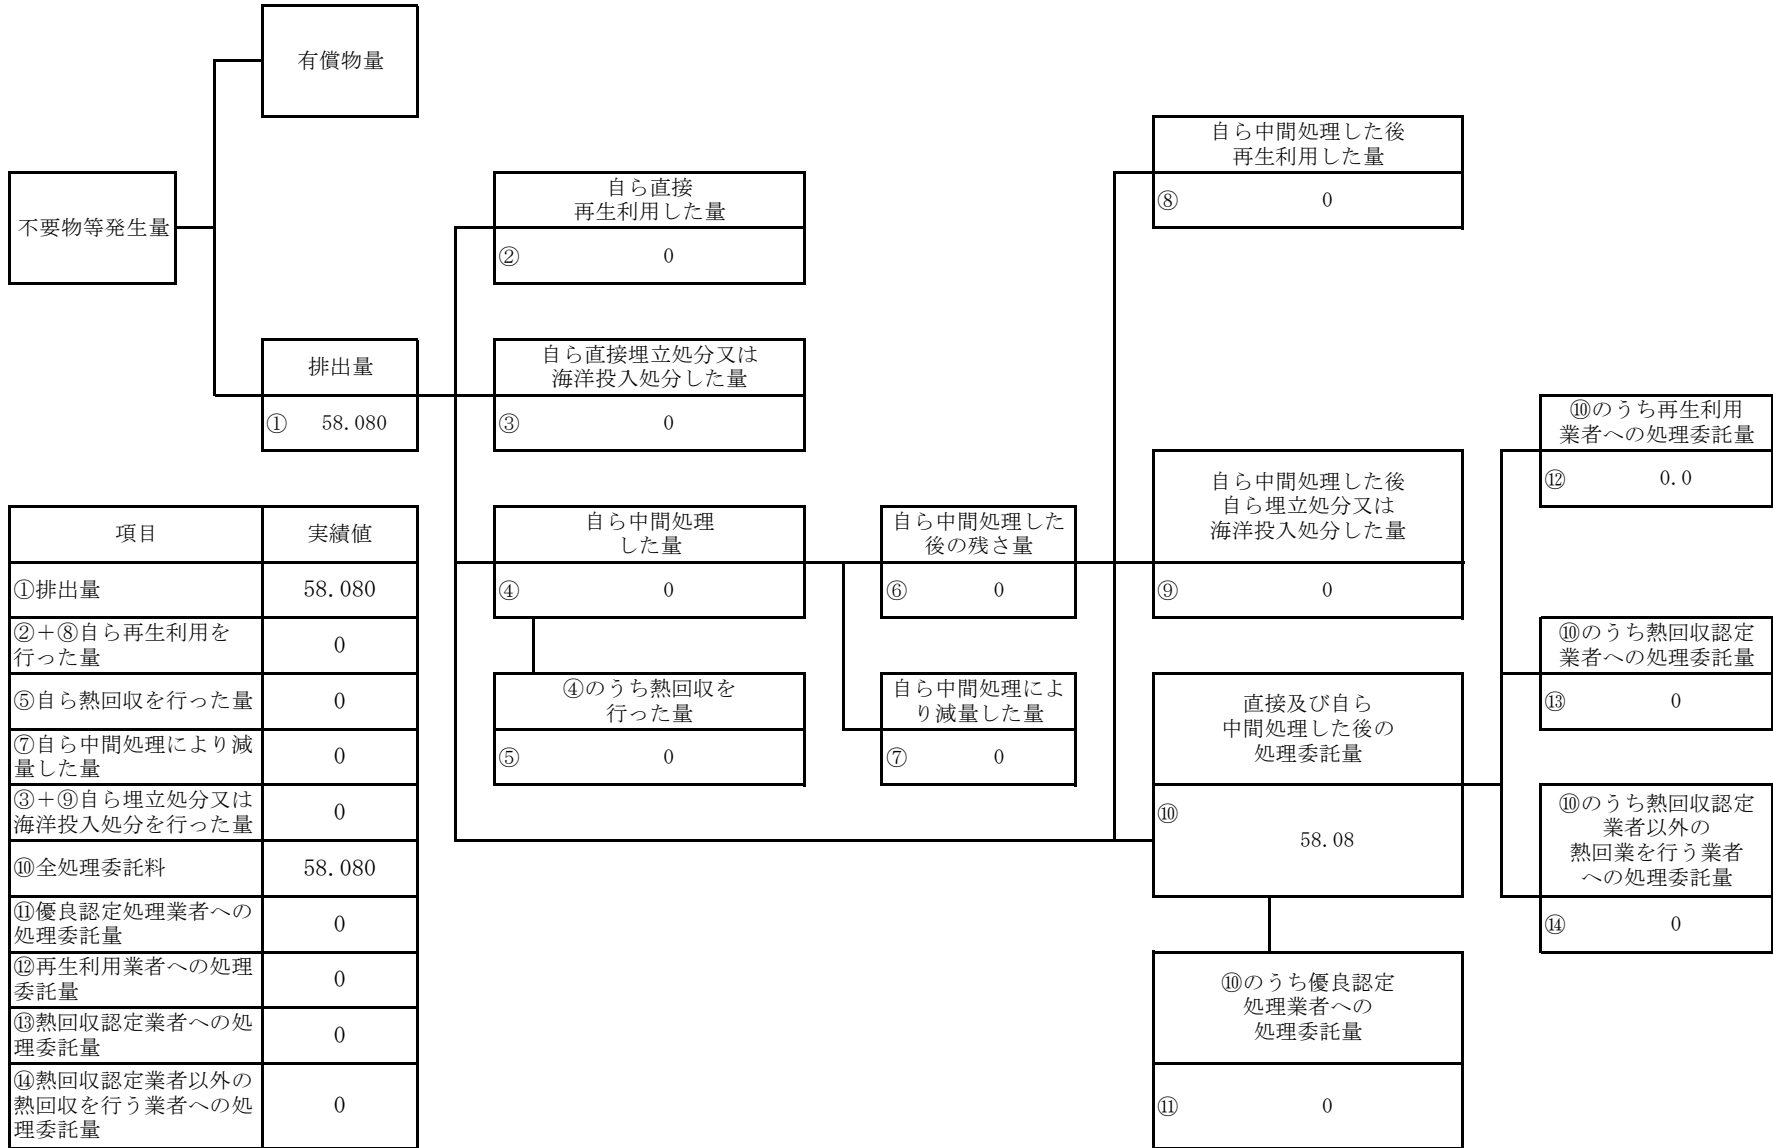 有償物量
不要物等発生量
排出量
① 58.080
自ら直接
再生利用した量
② 0
自ら直接埋立処分又は
海洋投入処分した量
③ 0
自ら中間処理
した量
④ 0
④のうち熱回収を
行った量
⑤ 0
自ら中間処理した
後の残さ量
⑥ 0
自ら中間処理によ
り減量した量
⑦ 0
自ら中間処理した後
再生利用した量
⑧ 0
自ら中間処理した後
自ら埋立処分又は
海洋投入処分した量
⑨ 0
直接及び自ら
中間処理した後の
処理委託量
⑩
58.08
⑩のうち優良認定
処理業者への
処理委託量
⑪ 0
⑩のうち再生利用
業者への処理委託量
⑫ 0.0
⑩のうち熱回収認定
業者への処理委託量
⑬ 0
⑩のうち熱回収認定
業者以外の
熱回業を行う業者
への処理委託量
⑭ 0
項目 実績値
①排出量 58.080
②＋⑧自ら再生利用を
行った量 0
⑤自ら熱回収を行った量 0
⑦自ら中間処理により減
量した量 0
③＋⑨自ら埋立処分又は
海洋投入処分を行った量 0
⑩全処理委託料 58.080
⑪優良認定処理業者への
処理委託量 0
⑫再生利用業者への処理
委託量 0
⑬熱回収認定業者への処
理委託量 0
⑭熱回収認定業者以外の
熱回収を行う業者への処
理委託量 0